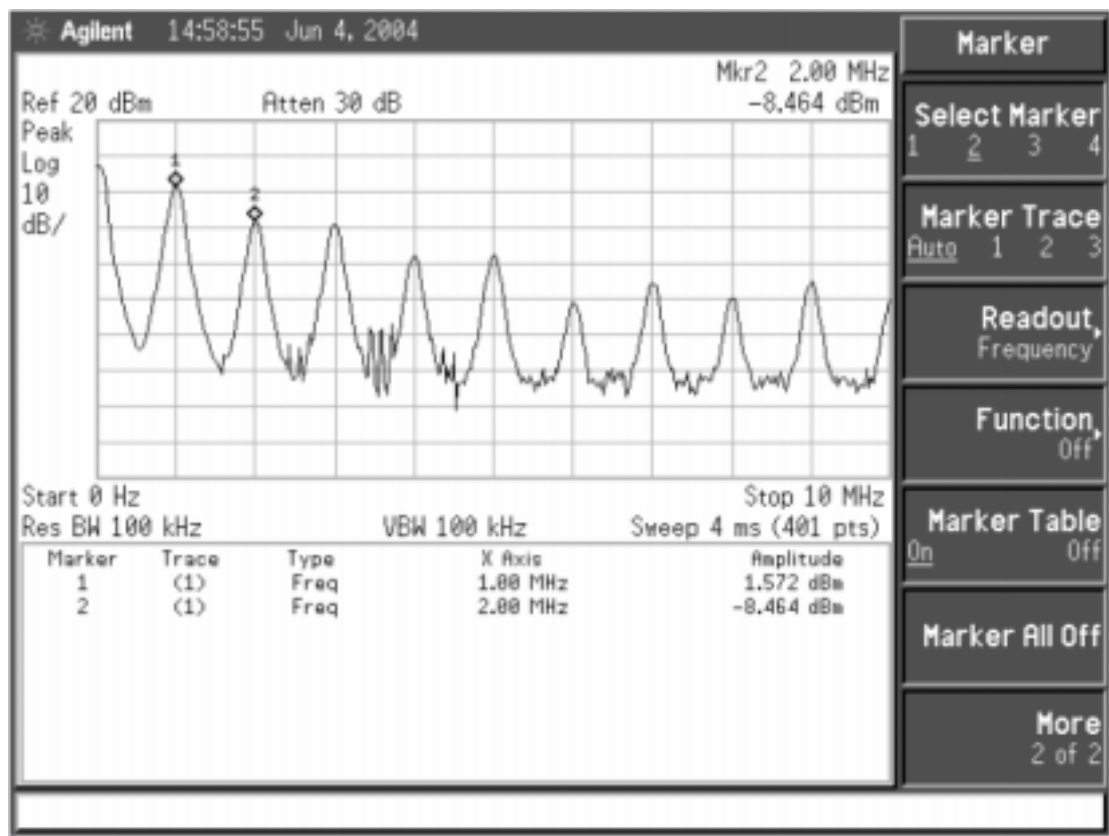 Agilent 14:58:55 Jun 4, 2004
Mkr2 2.00 MHz
Ref 20 dBm Atten 30 dB -8.464 dBm
Peak
Log
10
dB/
1
2
Start 0 Hz Stop 10 MHz
Res BW 100 kHz VBW 100 kHz Sweep 4 ms (401 pts)
Marker Trace Type X Axis Amplitude
1 (1) Freq 1.00 MHz 1.572 dBm
2 (1) Freq 2.00 MHz -8.464 dBm
Marker
Select Marker
1 2 3 4
Marker Trace
Auto 1 2 3
Readout
Frequency
Function
Off
Marker Table
On Off
Marker All Off
More
2 of 2